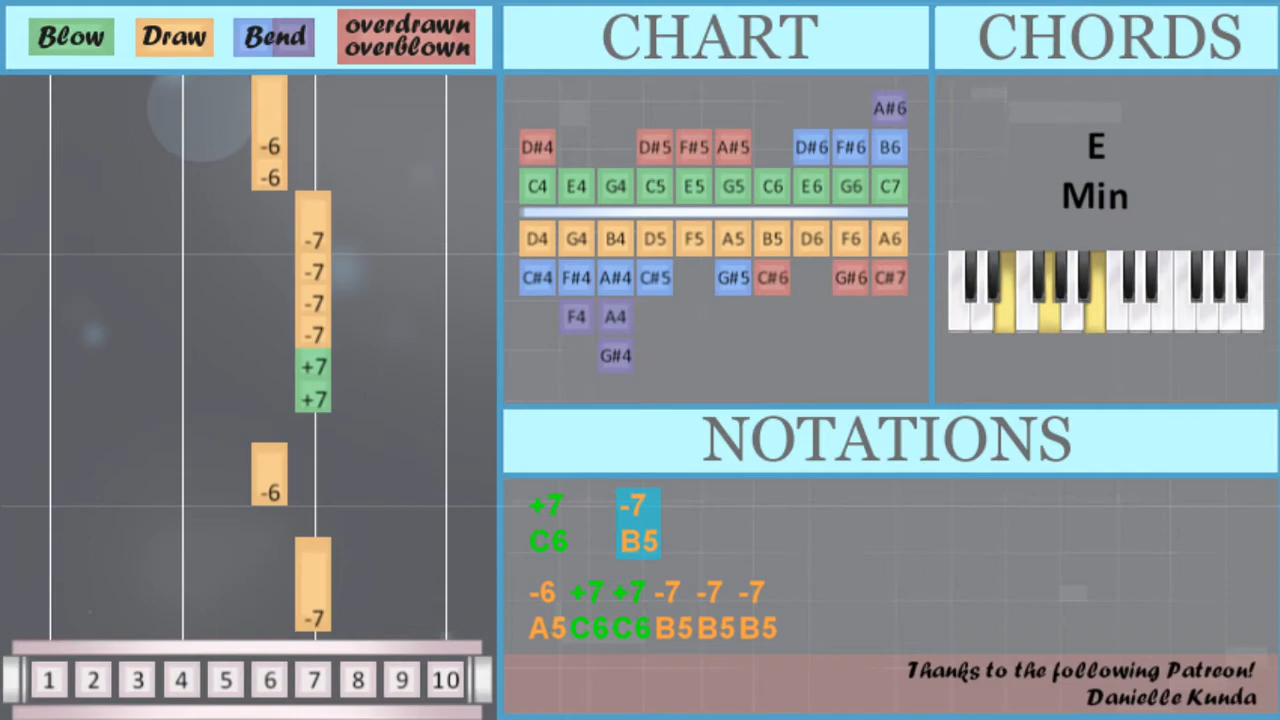 Blow Draw Bend overdrawn
overblown
-6
-6
-7
-7
-7
-7
+7
+7
-6
-7
1 2 3 4 5 6 7 8 9 10
CHART
A#6
D#4 D#5 F#5 A#5 D#6 F#6 B6
C4 E4 G4 C5 E5 G5 C6 E6 G6 C7
D4 G4 B4 D5 F5 A5 B5 D6 F6 A6
C#4 F#4 A#4 C#5 G#5 C#6 G#6 C#7
F4 A4
G#4
CHORDS
E
Min
NOTATIONS
+7 -7
C6 B5
-6 +7 +7 -7 -7 -7
A5 C6 C6 B5 B5 B5
Thanks to the following Patreon!
Danielle Kunda